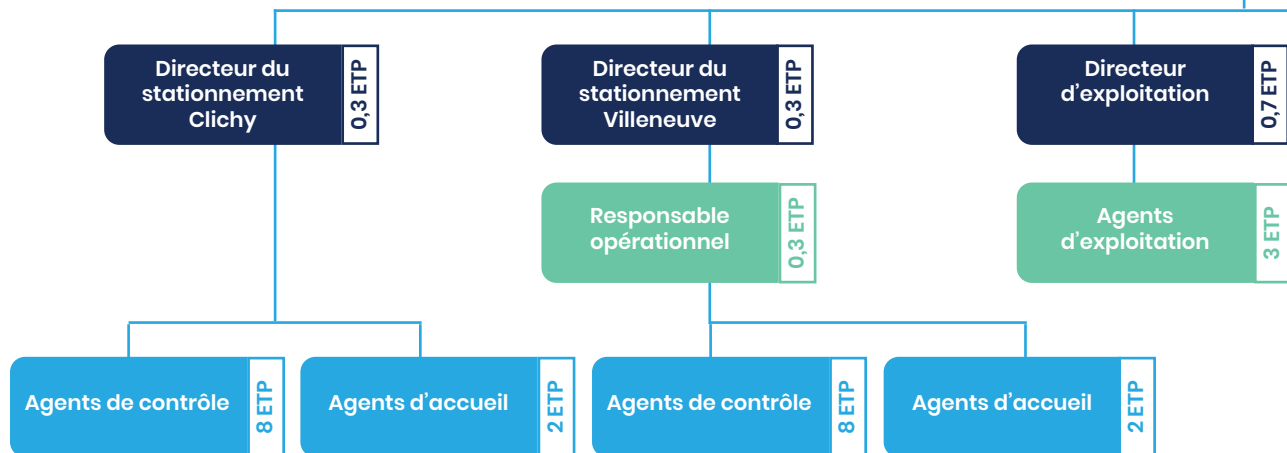 Directeur du
stationnement
Clichy
0,3 ETP
Directeur du
stationnement
Villeneuve
0,3 ETP
Directeur
d’exploitation
0,7 ETP
Responsable
opérationnel
0,3 ETP
Agents
d’exploitation
3 ETP
Agents de contrôle
8 ETP
Agents d’accueil
2 ETP
Agents de contrôle
8 ETP
Agents d’accueil
2 ETP